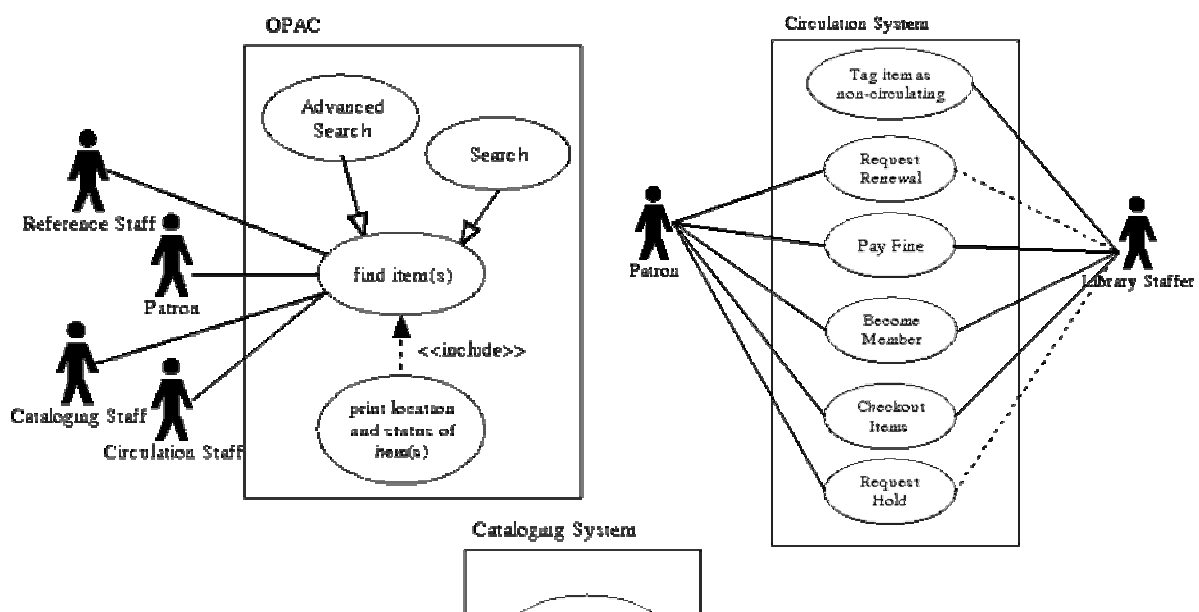 OPAC
Advanced
Search
Search
find item(s)
<<include>>
print location
and status of
item(s)
Reference Staff
Patron
Cataloging Staff
Circulation Staff
Circulation System
Tag item as
non-circulating
Request
Renewal
Pay Fine
Become
Member
Checkout
Items
Request
Hold
Patron
Library Staffer
Cataloging System